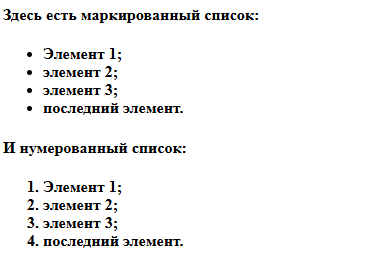 Здесь есть маркированный список:
• Элемент 1;
• элемент 2;
• элемент 3;
• последний элемент.
И нумерованный список:
1. Элемент 1;
2. элемент 2;
3. элемент 3;
4. последний элемент.